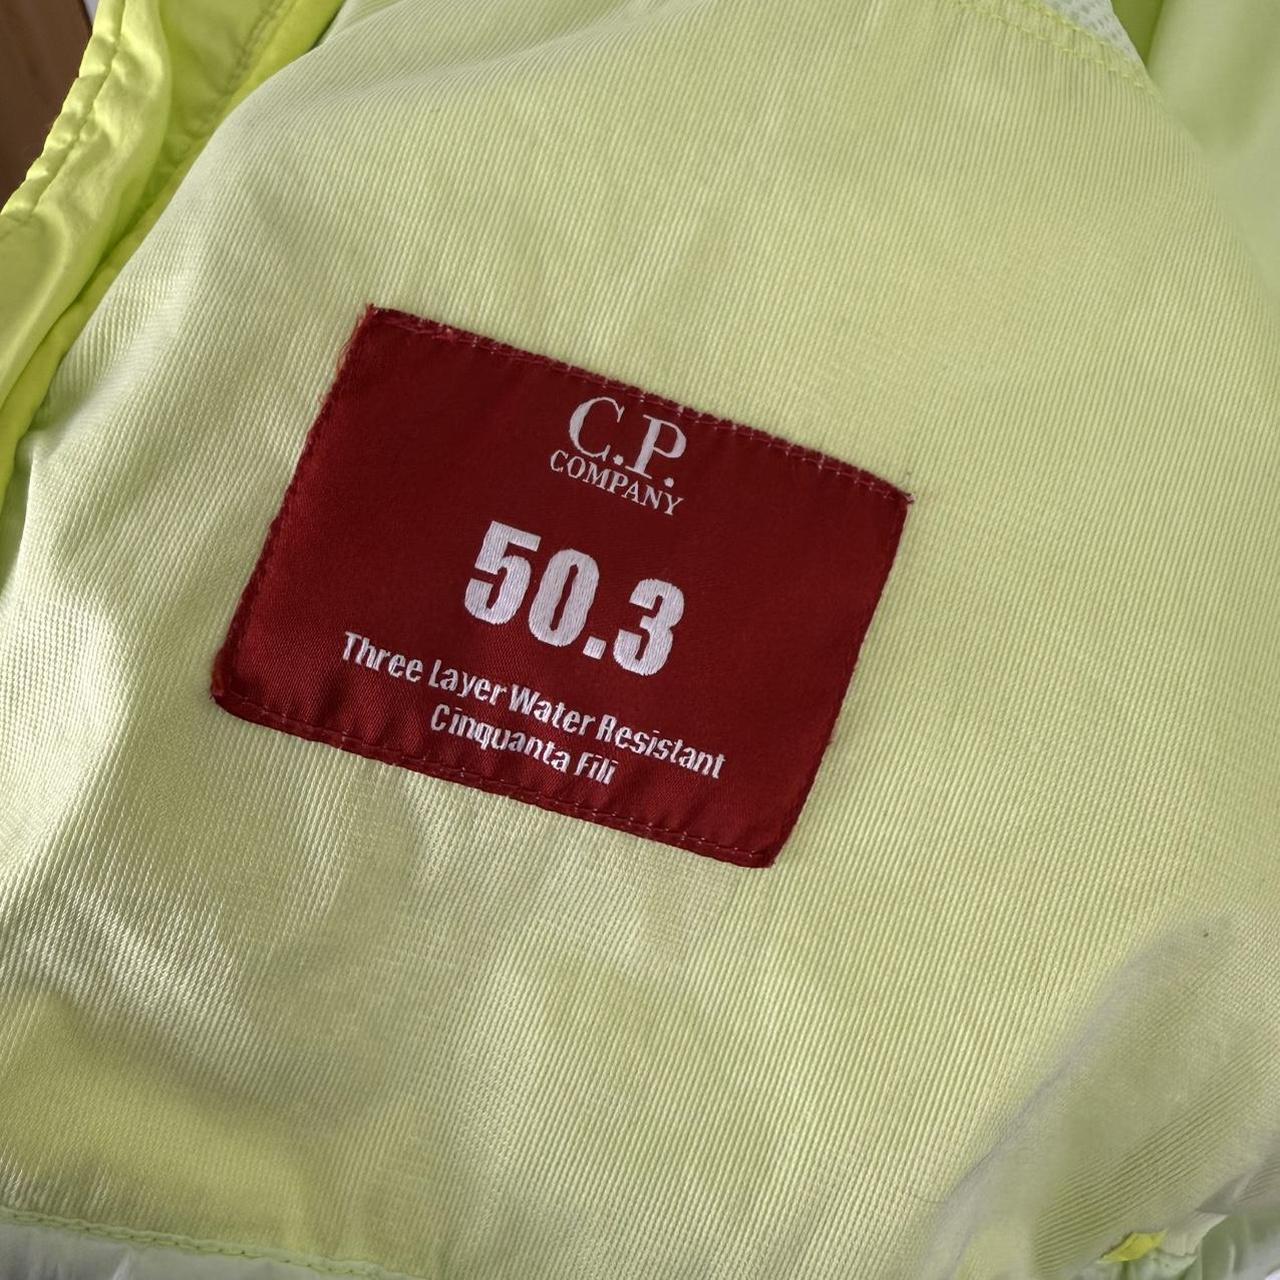 C.P.
COMPANY
50.3
Three Layer Water Resistant
Cinquanta Fili